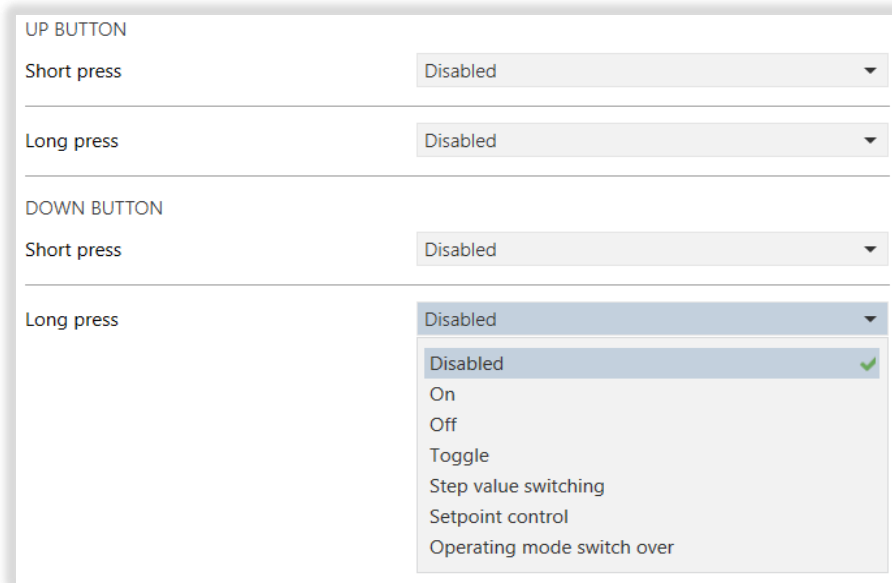 UP BUTTON
Short press Disabled
Long press Disabled
DOWN BUTTON
Short press Disabled
Long press Disabled
Disabled
On
Off
Toggle
Step value switching
Setpoint control
Operating mode switch over